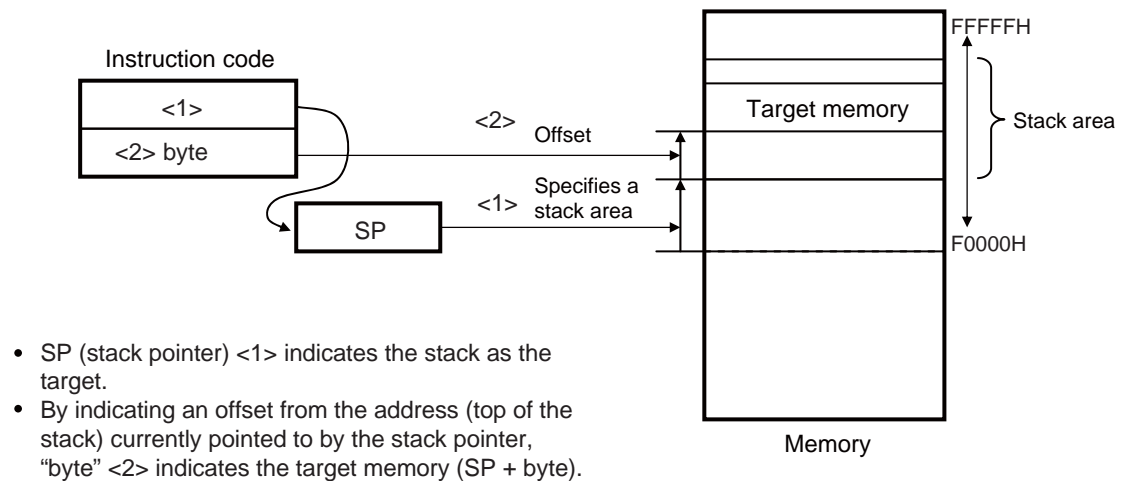 Instruction code
<1>
<2> byte
SP
<2>
Offset
<1>
Specifies a
stack area
Target memory
FFFFFH
Stack area
F0000H
Memory
• SP (stack pointer) <1> indicates the stack as the
target.
• By indicating an offset from the address (top of the
stack) currently pointed to by the stack pointer,
“byte” <2> indicates the target memory (SP + byte).